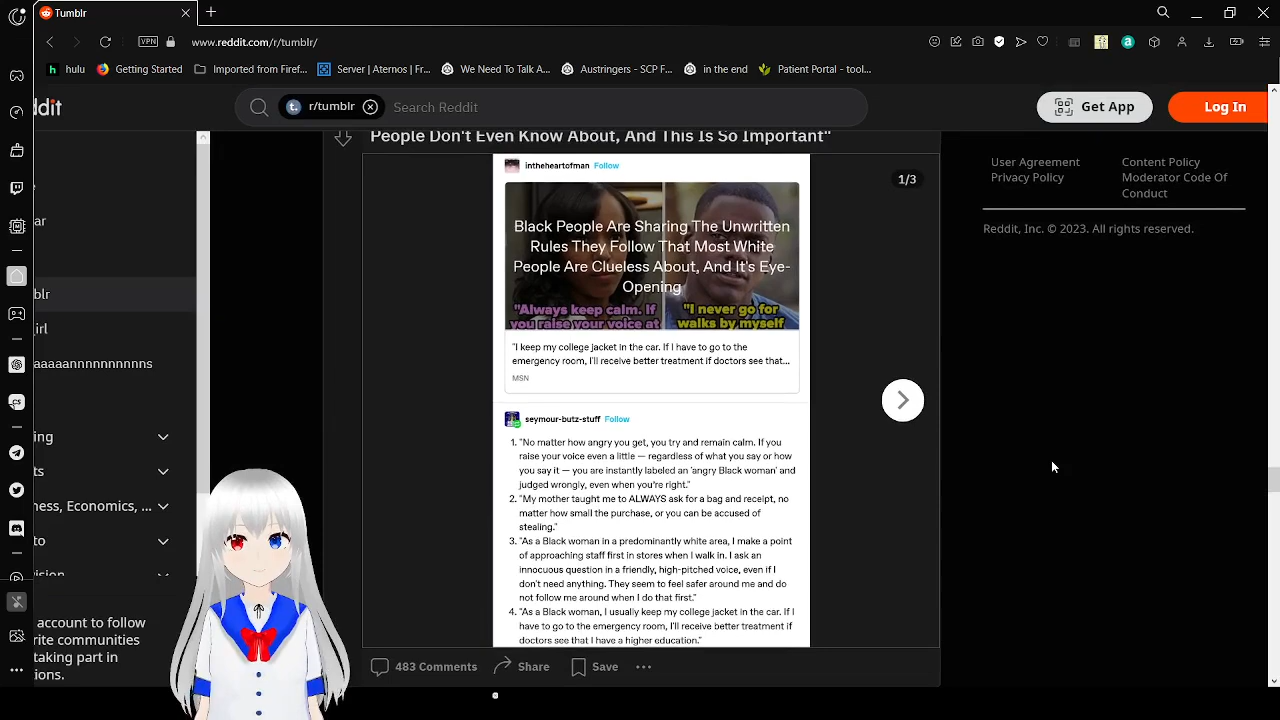 Tumblr
www.reddit.com/r/tumblr/
VPN
hulu
Getting Started
Imported from Firef...
Server | Aternos | Fr...
We Need To Talk A...
Austringers - SCP F...
in the end
Patient Portal - tool...
ddit
r/tumblr
Search Reddit
Get App
Log In
People Don't Even Know About, And This Is So Important"
intheheartofman Follow
1/3
Black People Are Sharing The Unwritten
Rules They Follow That Most White
People Are Clueless About, And It's Eye-
Opening
"Always keep calm. If
you raise your voice at
"I never go for
walks by myself
"I keep my college jacket in the car. If I have to go to the
emergency room, I'll receive better treatment if doctors see that...
MSN
seymour-butz-stuff Follow
1. "No matter how angry you get, you try and remain calm. If you
raise your voice even a little — regardless of what you say or how
you say it — you are instantly labeled an 'angry Black woman' and
judged wrongly, even when you're right."
2. "My mother taught me to ALWAYS ask for a bag and receipt, no
matter how small the purchase, or you can be accused of
stealing."
3. "As a Black woman in a predominantly white area, I make a point
of approaching staff first in stores when I walk in. I ask an
innocuous question in a friendly, high-pitched voice, even if I
don't need anything. They seem to feel safer around me and do
not follow me around when I do that first."
4. "As a Black woman, I usually keep my college jacket in the car. If I
have to go to the emergency room, I'll receive better treatment if
doctors see that I have a higher education."
483 Comments
Share
Save
User Agreement
Privacy Policy
Content Policy
Moderator Code Of
Conduct
Reddit, Inc. © 2023. All rights reserved.
e
ar
blr
irl
aaaannnnnnnnns
ing
ts
ness, Economics, ...
to
vision
account to follow
rite communities
taking part in
ions.